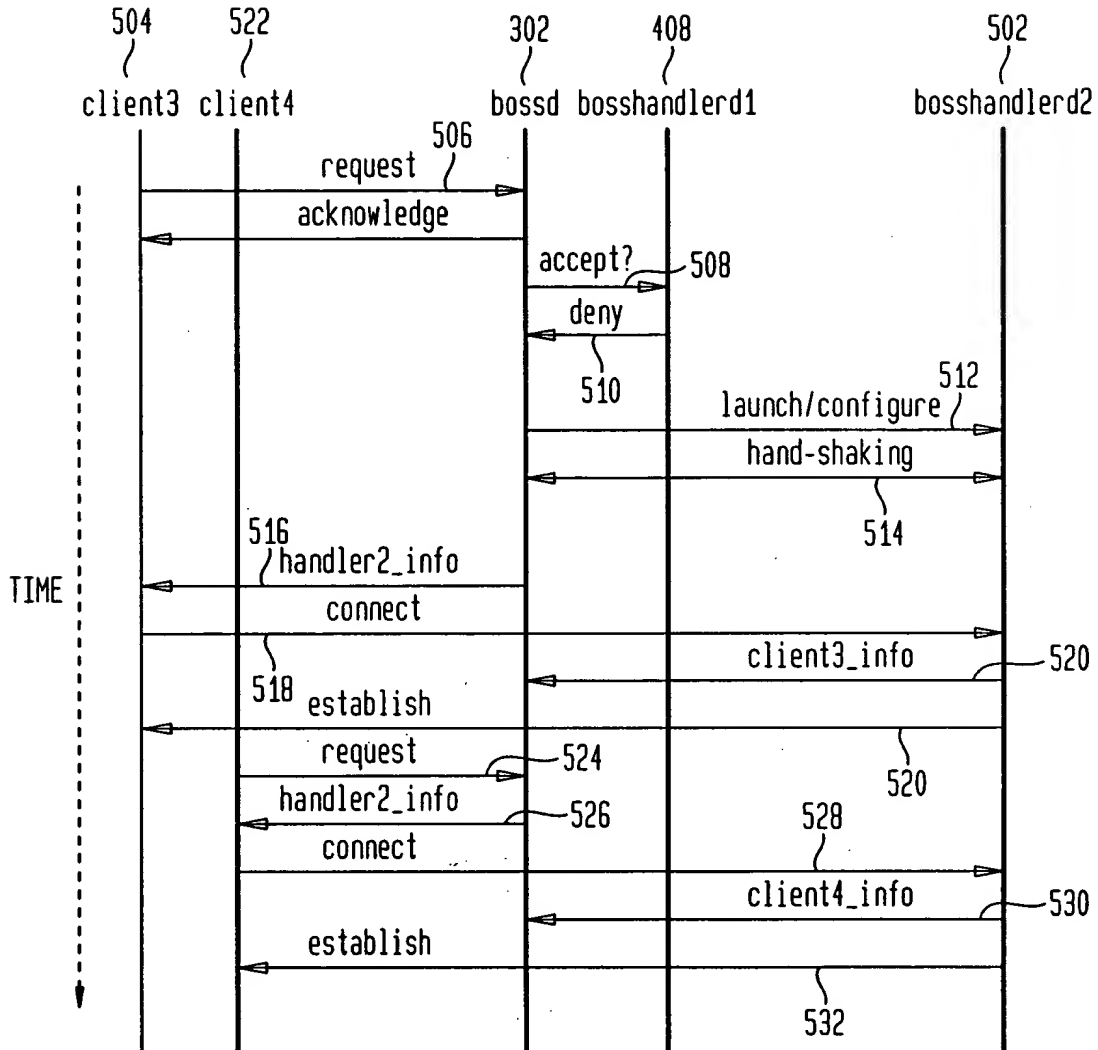 504 522 302 408 502
client3 client4 bossd bosshandlerd1 bosshandlerd2
506
request
acknowledge
accept? 508
deny
510
512
launch/configure
hand-shaking
514
516
handler2_info
TIME
connect
client3_info 520
518
establish
request 524
520
handler2_info
526
528
connect
client4_info
530
establish
532